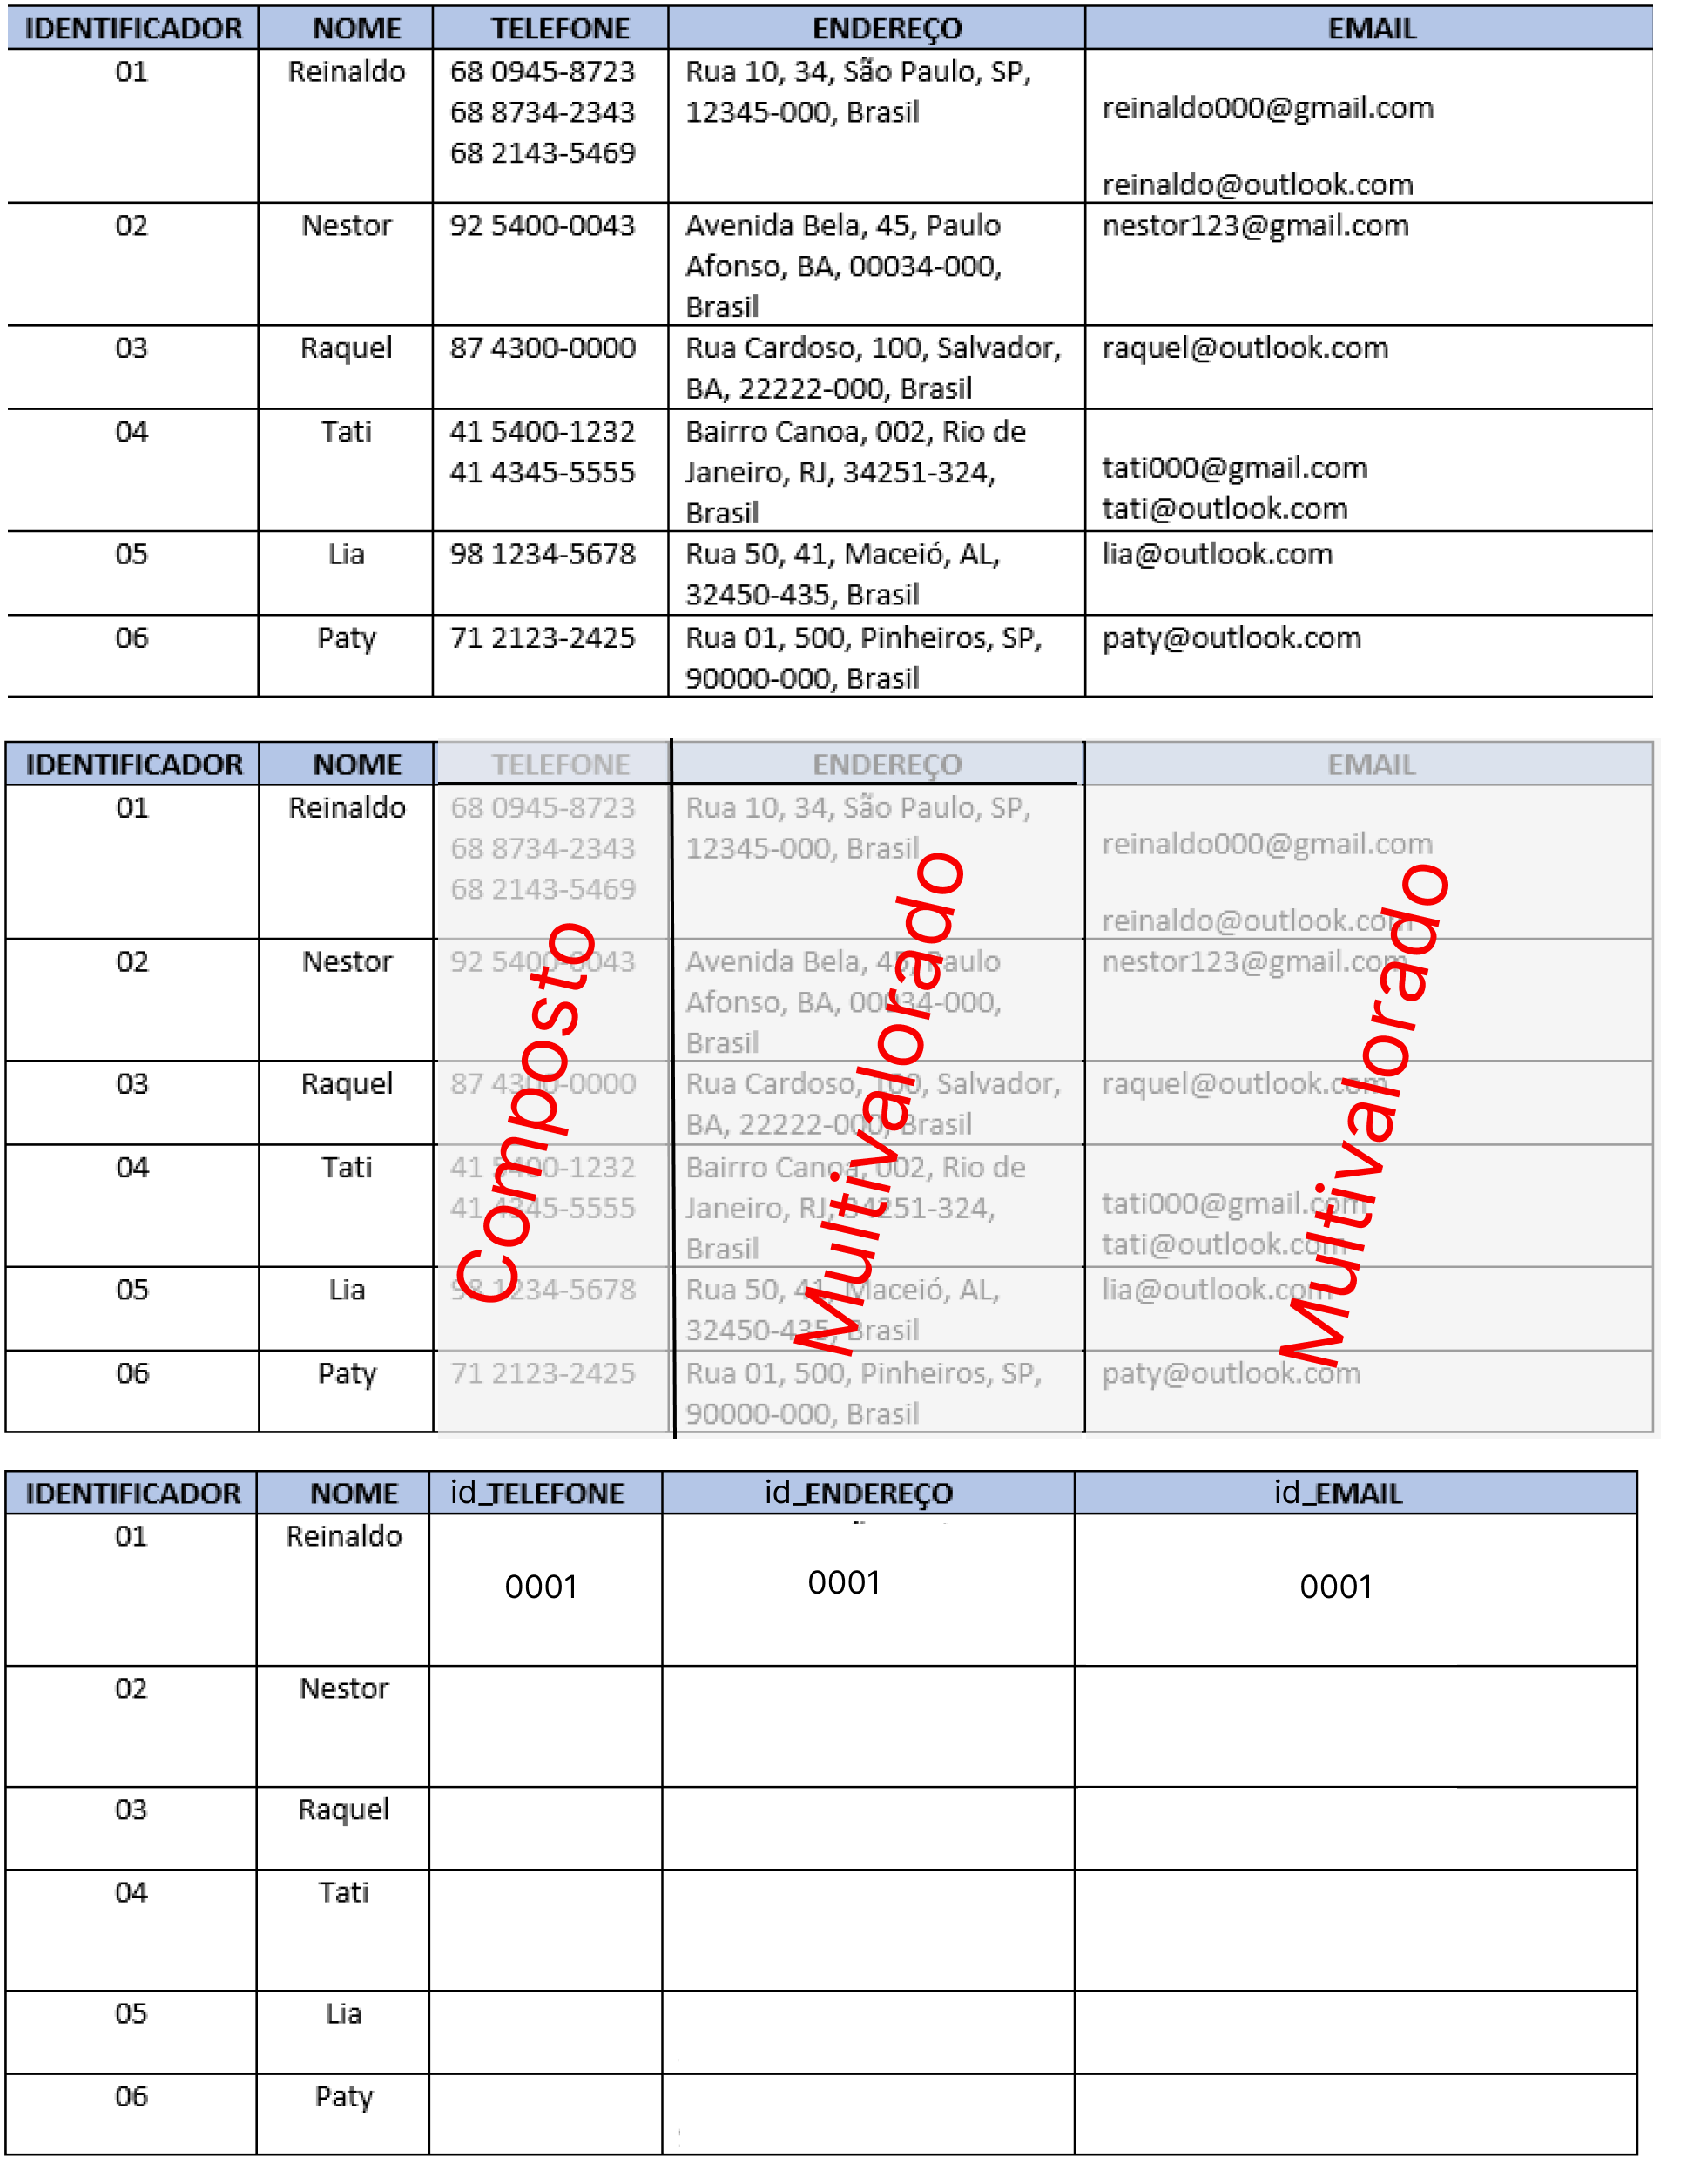 IDENTIFICADOR NOME TELEFONE ENDEREÇO EMAIL
01 Reinaldo 68 0945-8723 Rua 10, 34, São Paulo, SP,
68 8734-2343 12345-000, Brasil reinaldo000@gmail.com
68 2143-5469
reinaldo@outlook.com
02 Nestor 92 5400-0043 Avenida Bela, 45, Paulo nestor123@gmail.com
Afonso, BA, 00034-000,
Brasil
03 Raquel 87 4300-0000 Rua Cardoso, 100, Salvador, raquel@outlook.com
BA, 22222-000, Brasil
04 Tati 41 5400-1232 Bairro Canoa, 002, Rio de
41 4345-5555 Janeiro, RJ, 34251-324, tati000@gmail.com
Brasil tati@outlook.com
05 Lia 98 1234-5678 Rua 50, 41, Maceió, AL, lia@outlook.com
32450-435, Brasil
06 Paty 71 2123-2425 Rua 01, 500, Pinheiros, SP, paty@outlook.com
90000-000, Brasil
IDENTIFICADOR NOME TELEFONE ENDEREÇO EMAIL
01 Reinaldo 68 0945-8723 Rua 10, 34, São Paulo, SP,
68 8734-2343 12345-000, Brasil reinaldo000@gmail.com
68 2143-5469
reinaldo@outlook.com
02 Nestor 92 5400-0043 Avenida Bela, 45, Paulo nestor123@gmail.com
Afonso, BA, 00034-000,
Brasil
03 Raquel 87 4300-0000 Rua Cardoso, 100, Salvador, raquel@outlook.com
BA, 22222-000, Brasil
04 Tati 41 5400-1232 Bairro Canoa, 002, Rio de
41 4345-5555 Janeiro, RJ, 34251-324, tati000@gmail.com
Brasil tati@outlook.com
05 Lia 98 1234-5678 Rua 50, 41, Maceió, AL, lia@outlook.com
32450-435, Brasil
06 Paty 71 2123-2425 Rua 01, 500, Pinheiros, SP, paty@outlook.com
90000-000, Brasil
Composto
Multivalorado
Multivalorado
IDENTIFICADOR NOME id_TELEFONE id_ENDEREÇO id_EMAIL
01 Reinaldo
0001 0001 0001
02 Nestor
03 Raquel
04 Tati
05 Lia
06 Paty